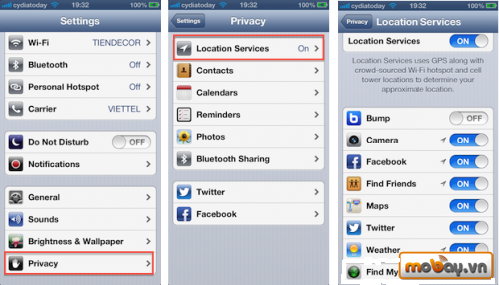 cydiatoday 19:32 100%
Settings
Wi-Fi TIENDECOR
Bluetooth Off
Personal Hotspot Off
Carrier VIETTEL
Do Not Disturb OFF
Notifications
General
Sounds
Brightness & Wallpaper
Privacy
cydiatoday 19:32 100%
Settings Privacy
Location Services On
Contacts
Calendars
Reminders
Photos
Bluetooth Sharing
Twitter
Facebook
cydiatoday 19:32 100%
Privacy Location Services
Location Services ON
Location Services uses GPS along with
crowd-sourced Wi-Fi hotspot and cell
tower locations to determine your
approximate location.
Bump OFF
Camera ON
Facebook ON
Find Friends ON
Maps ON
Twitter ON
Weather ON
Find My
mobay.vn